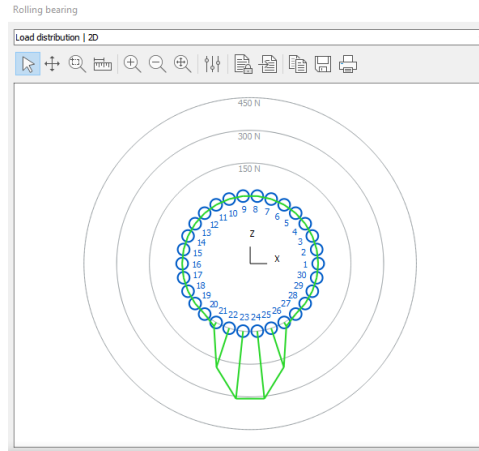 Rolling bearing
Load distribution | 2D
450 N
300 N
150 N
9 8
10 7
11 6
12 5
13 4
14 3
15 2
16 1
17 30
18 29
19 28
20 27
21 22 23 24 25 26
Z
X